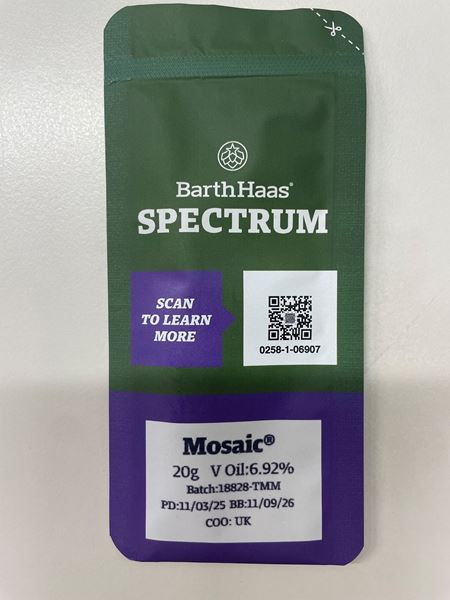 BarthHaas®
SPECTRUM
SCAN
TO LEARN
MORE
0258-1-06907
Mosaic®
20g V Oil:6.92%
Batch:18828-TMM
PD:11/03/25 BB:11/09/26
COO: UK